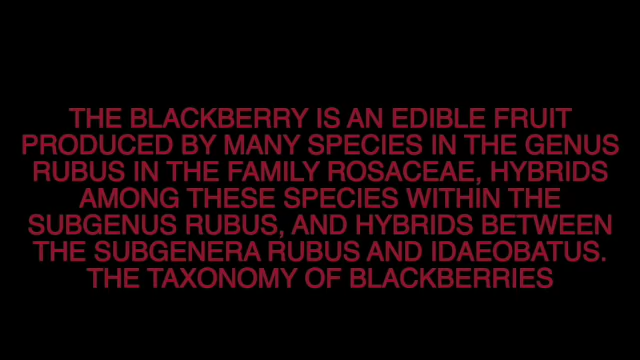 THE BLACKBERRY IS AN EDIBLE FRUIT
PRODUCED BY MANY SPECIES IN THE GENUS
RUBUS IN THE FAMILY ROSACEAE, HYBRIDS
AMONG THESE SPECIES WITHIN THE
SUBGENUS RUBUS, AND HYBRIDS BETWEEN
THE SUBGENERA RUBUS AND IDAEOBATUS.
THE TAXONOMY OF BLACKBERRIES